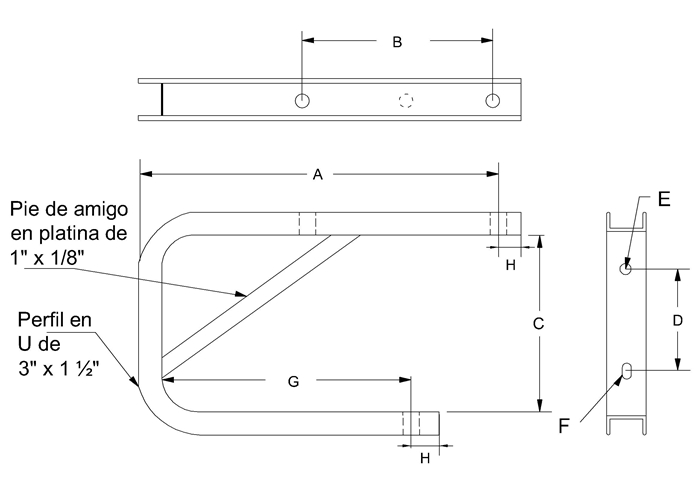 B
A
Pie de amigo
en platina de
1" x 1/8"
E
H
Perfil en
U de
3" x 1 ½"
C
D
G
F
H